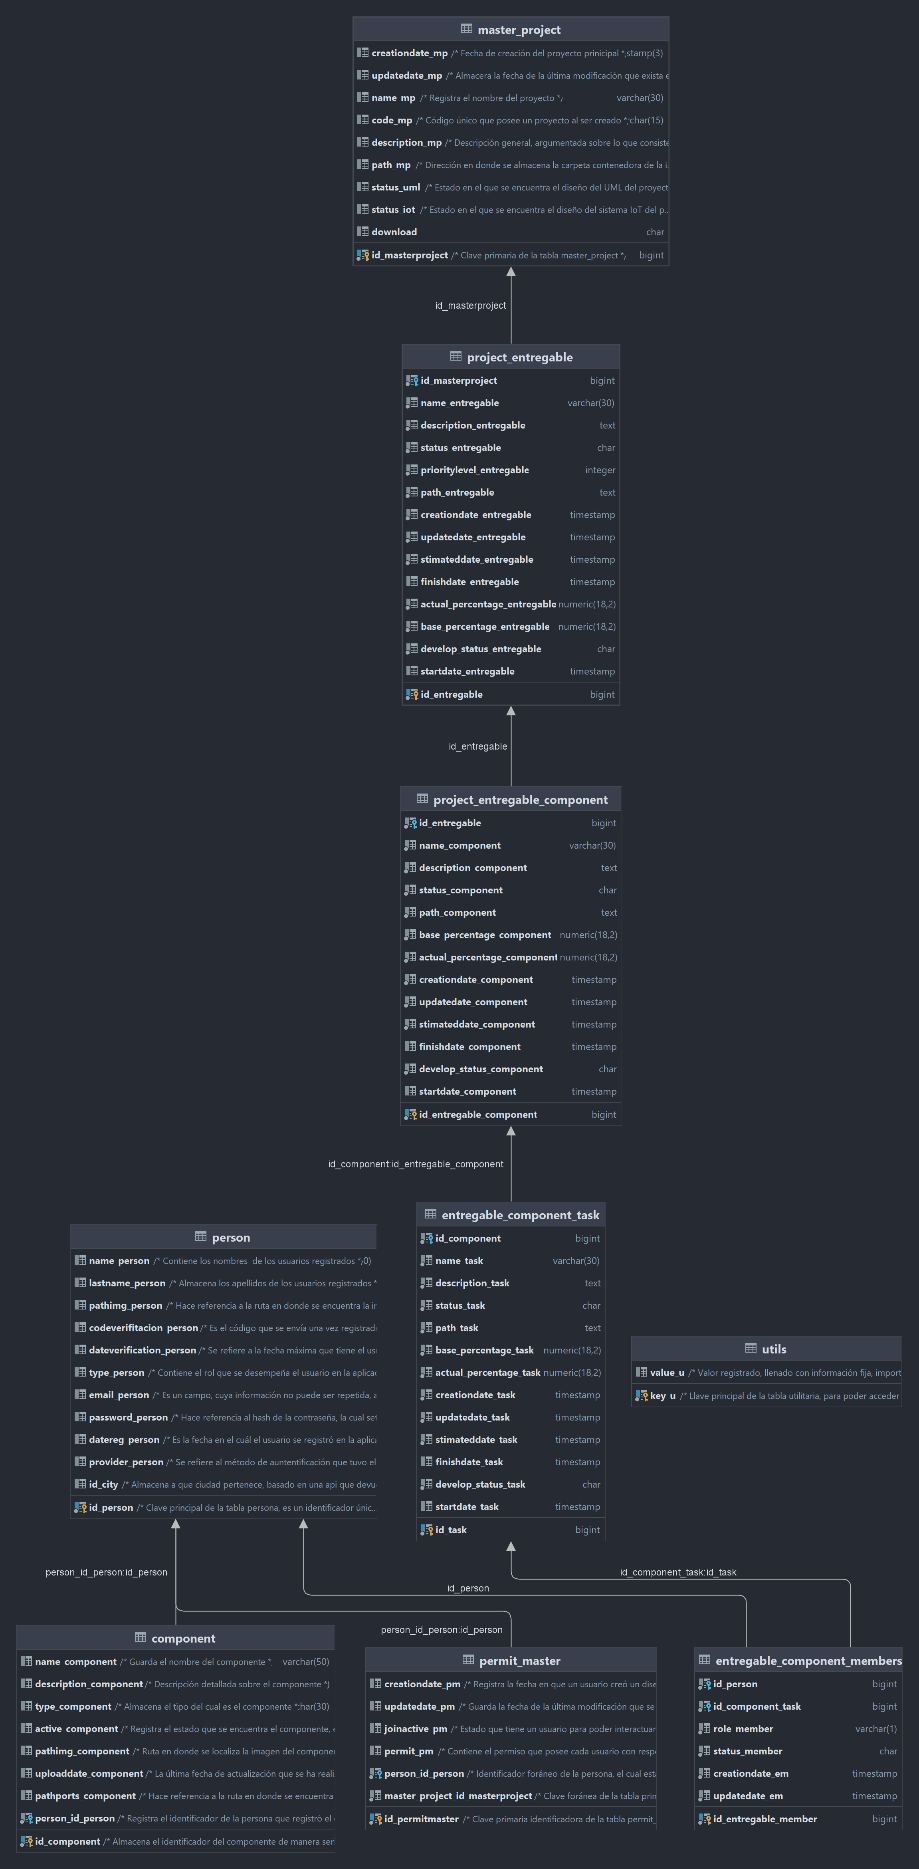 master_project
creationdate_mp /* Fecha de creación del proyecto prinicipal *;stamp(3)
updatedate_mp /* Almacera la fecha de la última modificación que exista e
name_mp /* Registra el nombre del proyecto */ varchar(30)
code_mp /* Código único que posee un proyecto al ser creado *;char(15)
description_mp /* Descripción general, argumentada sobre lo que consiste
path_mp /* Dirección en donde se almacena la carpeta contenedora de la
status_uml /* Estado en el que se encuentra el diseño del UML del proyect
status_iot /* Estado en el que se encuentra el diseño del sistema IoT del p...
download char
id_masterproject /* Clave primaria de la tabla master_project */ bigint
id_masterproject
project_entregable
id_masterproject bigint
name_entregable varchar(30)
description_entregable text
status_entregable char
prioritylevel_entregable integer
path_entregable text
creationdate_entregable timestamp
updatedate_entregable timestamp
stimateddate_entregable timestamp
finishdate_entregable timestamp
actual_percentage_entregable numeric(18,2)
base_percentage_entregable numeric(18,2)
develop_status_entregable char
startdate_entregable timestamp
id_entregable bigint
id_entregable
project_entregable_component
id_entregable bigint
name_component varchar(30)
description_component text
status_component char
path_component text
base_percentage_component numeric(18,2)
actual_percentage_component numeric(18,2)
creationdate_component timestamp
updatedate_component timestamp
stimateddate_component timestamp
finishdate_component timestamp
develop_status_component char
startdate_component timestamp
id_entregable_component bigint
id_component:id_entregable_component
entregable_component_task
id_component bigint
name_task varchar(30)
description_task text
status_task char
path_task text
base_percentage_task numeric(18,2)
actual_percentage_task numeric(18,2)
creationdate_task timestamp
updatedate_task timestamp
stimateddate_task timestamp
finishdate_task timestamp
develop_status_task char
startdate_task timestamp
id_task bigint
person
name_person /* Contiene los nombres de los usuarios registrados */0)
lastname_person /* Almacena los apellidos de los usuarios registrados *
pathimg_person /* Hace referencia a la ruta en donde se encuentra la ir
codeverifitacion_person /* Es el código que se envía una vez registrado
dateverification_person /* Se refiere a la fecha máxima que tiene el usu
type_person /* Contiene el rol que se desempeña el usuario en la aplicac
email_person /* Es un campo, cuya información no puede ser repetida, a
password_person /* Hace referencia al hash de la contraseña, la cual set
datereg_person /* Es la fecha en el cuál el usuario se registró en la aplica
provider_person /* Se refiere al método de auntentificación que tuvo el
id_city /* Almacena a que ciudad pertenece, basado en una api que devu
id_person /* Clave principal de la tabla persona, es un identificador únic...
utils
value_u /* Valor registrado, llenado con información fija, import
key_u /* Llave principal de la tabla utilitaria, para poder acceder
person_id_person:id_person
id_person
id_component_task:id_task
person_id_person:id_person
component
name_component /* Guarda el nombre del componente * varchar(50)
description_component /* Descripción detallada sobre el componente */
type_component /* Almacena el tipo del cual es el componente *;har(30)
active_component /* Registra el estado que se encuentra el componente, e
pathimg_component /* Ruta en donde se localiza la imagen del componer
uploaddate_component /* La última fecha de actualización que se ha reali
pathports_component /* Hace referencia a la ruta en donde se encuentra
person_id_person /* Registra el identificador de la persona que registró el
id_component /* Almacena el identificador del componente de manera seri
permit_master
creationdate_pm /* Registra la fecha en que un usuario creó un dise
updatedate_pm /* Guarda la fecha de la última modificación que se
joinactive_pm /* Estado que tiene un usuario para poder interactuar
permit_pm /* Contiene el permiso que posee cada usuario con resp
person_id_person /* Identificador foráneo de la persona, el cual está
master_project_id_masterproject /* Clave foránea de la tabla prin
id_permitmaster /* Clave primaria identificadora de la tabla permit_
entregable_component_members
id_person bigint
id_component_task bigint
role_member varchar(1)
status_member char
creationdate_em timestamp
updatedate_em timestamp
id_entregable_member bigint